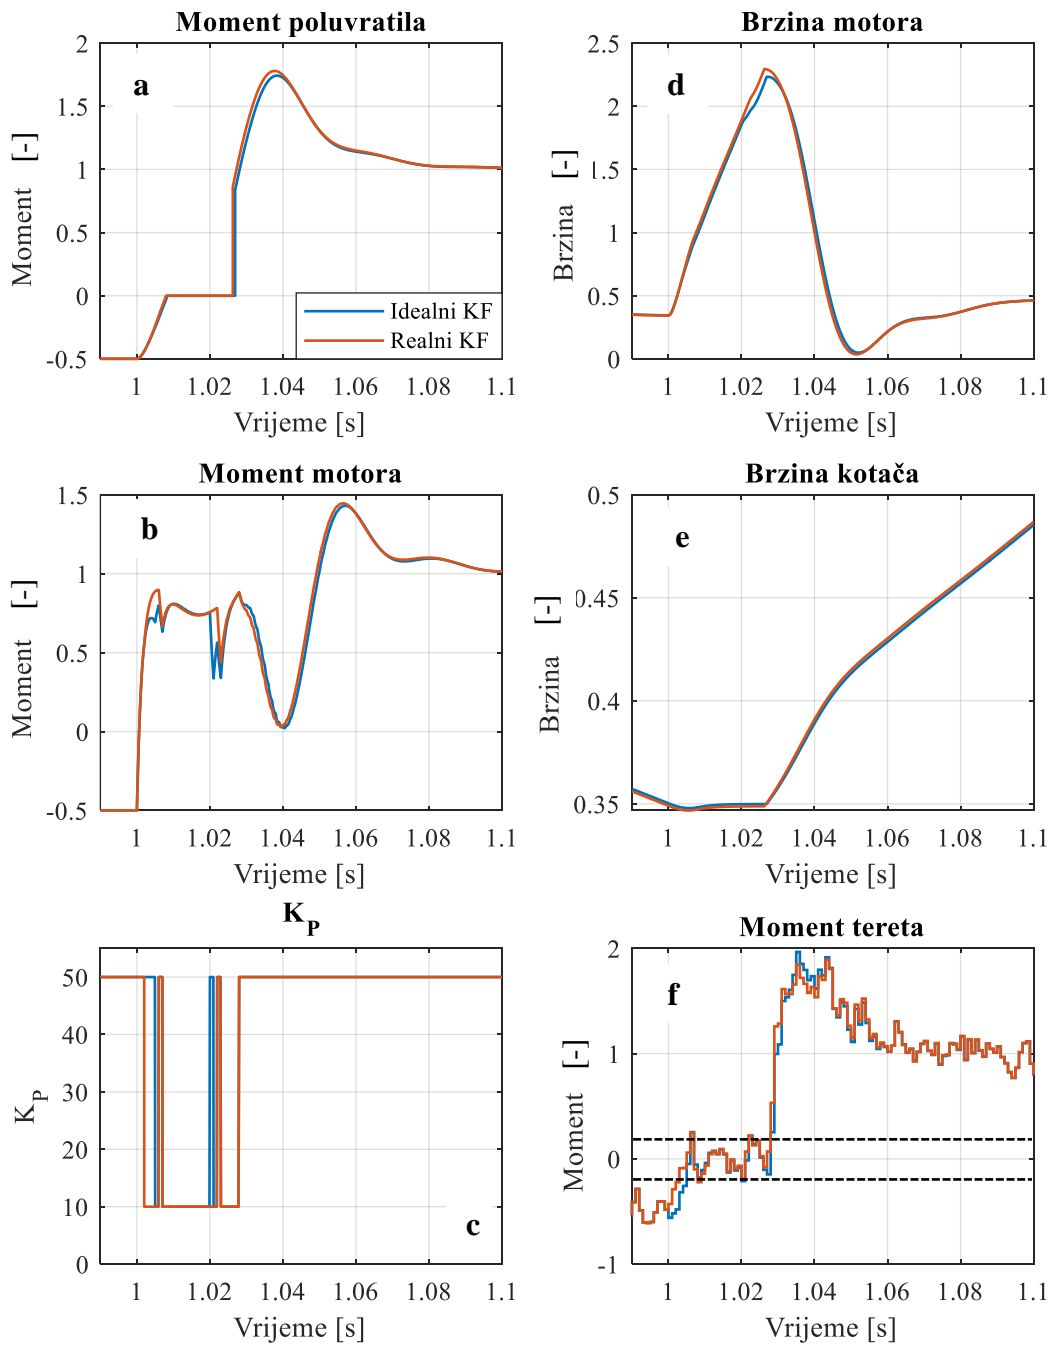 Moment poluvratila
a
Moment [-]
2
1.5
1
0.5
0
-0.5
Idealni KF
Realni KF
1
1.02
1.04
1.06
1.08
1.1
Vrijeme [s]
Brzina motora
d
Brzina [-]
2.5
2
1.5
1
0.5
0
1
1.02
1.04
1.06
1.08
1.1
Vrijeme [s]
Moment motora
b
Moment [-]
1.5
1
0.5
0
-0.5
1
1.02
1.04
1.06
1.08
1.1
Vrijeme [s]
Brzina kotača
e
Brzina [-]
0.5
0.45
0.4
0.35
1
1.02
1.04
1.06
1.08
1.1
Vrijeme [s]
K_P
c
K_P
50
40
30
20
10
0
1
1.02
1.04
1.06
1.08
1.1
Vrijeme [s]
Moment tereta
f
Moment [-]
2
1
0
-1
1
1.02
1.04
1.06
1.08
1.1
Vrijeme [s]